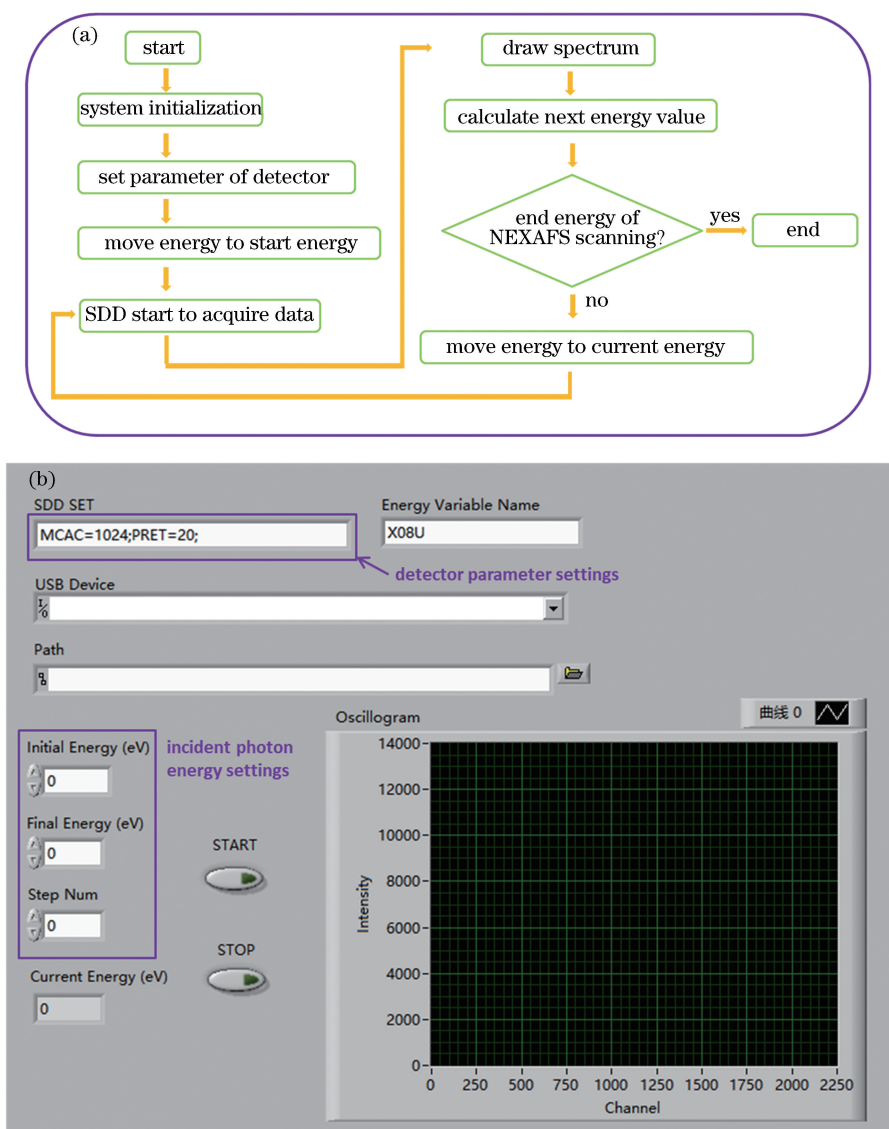 (a)
start
system initialization
set parameter of detector
move energy to start energy
SDD start to acquire data
draw spectrum
calculate next energy value
end energy of
NEXAFS scanning?
yes
end
no
move energy to current energy
(b)
SDD SET
MCAC=1024;PRET=20;
Energy Variable Name
X08U
detector parameter settings
USB Device
I/O
Path
Initial Energy (eV)
0
incident photon
energy settings
Final Energy (eV)
0
Step Num
0
Current Energy (eV)
0
START
STOP
Oscillogram
曲线 0
Intensity
14000
12000
10000
8000
6000
4000
2000
0
0 250 500 750 1000 1250 1500 1750 2000 2250
Channel